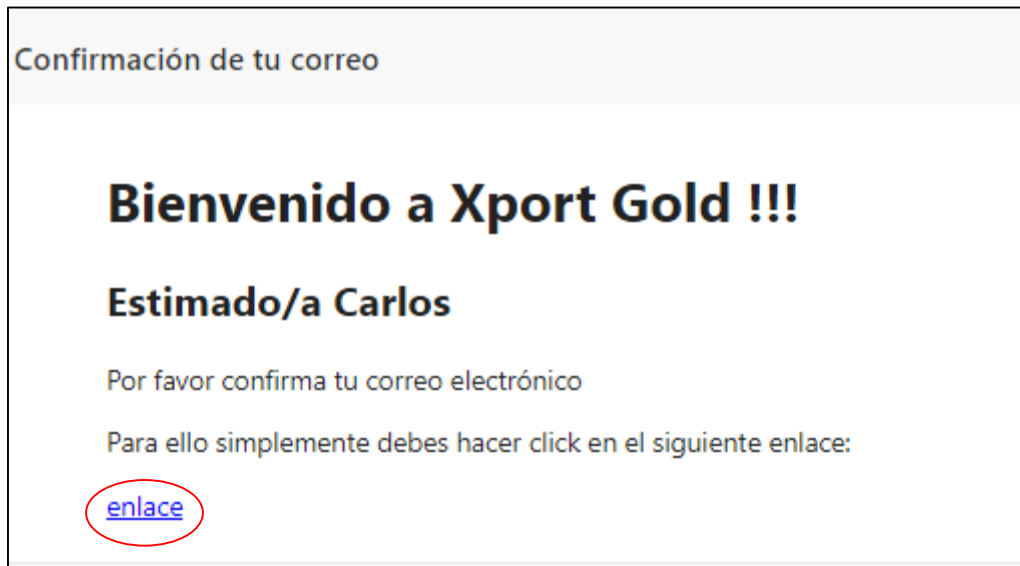 Confirmación de tu correo
Bienvenido a Xport Gold !!!
Estimado/a Carlos
Por favor confirma tu correo electrónico
Para ello simplemente debes hacer click en el siguiente enlace:
enlace